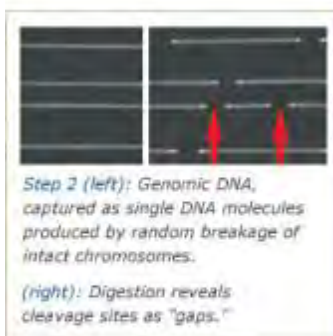 Step 2 (left): Genomic DNA,
captured as single DNA molecules
produced by random breakage of
intact chromosomes.
(right): Digestion reveals
cleavage sites as "gaps."